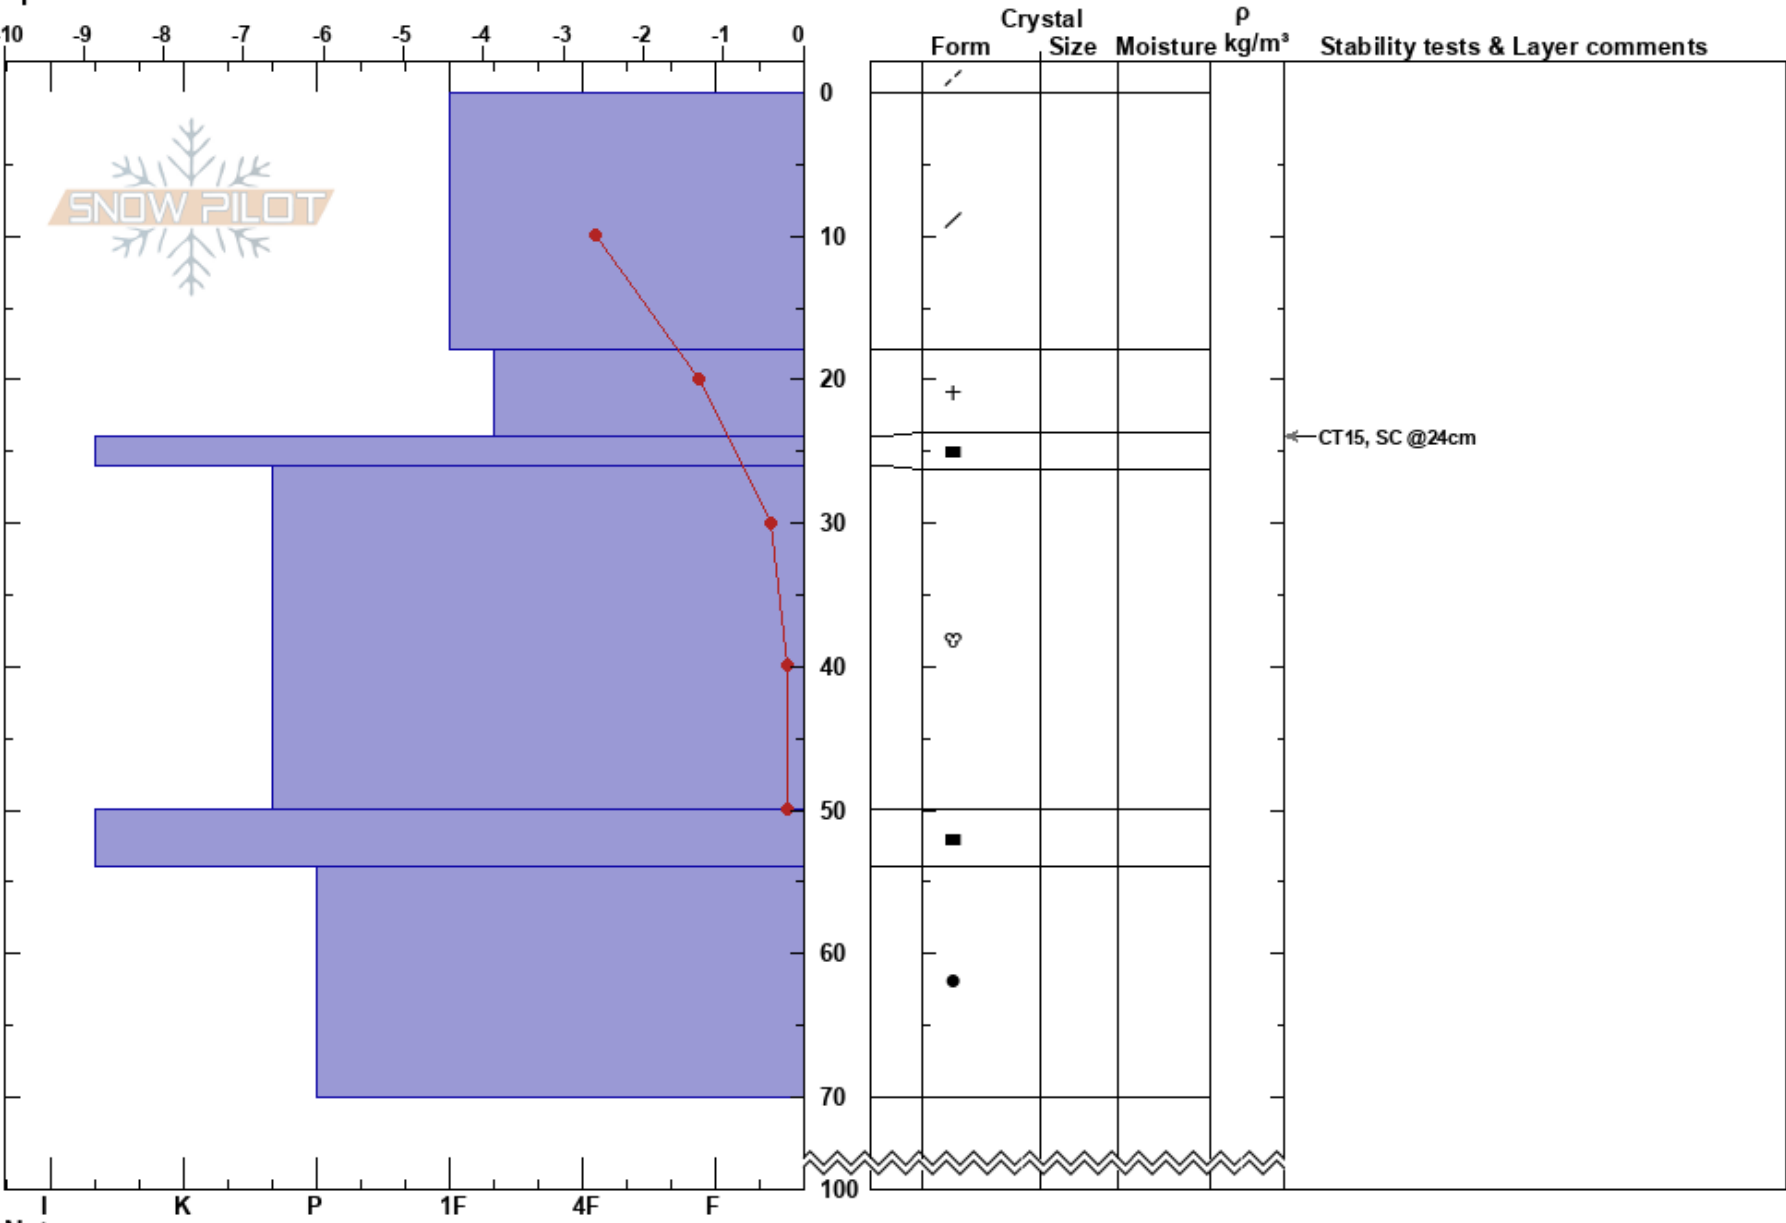 Crystal ρ
-10 -9 -8 -7 -6 -5 -4 -3 -2 -1 0 Form Size Moisture kg/m³ Stability tests & Layer comments
0
SNOW PILOT
10
20
CT15, SC @24cm
30
40
50
60
70
100
I K P 1F 4F F